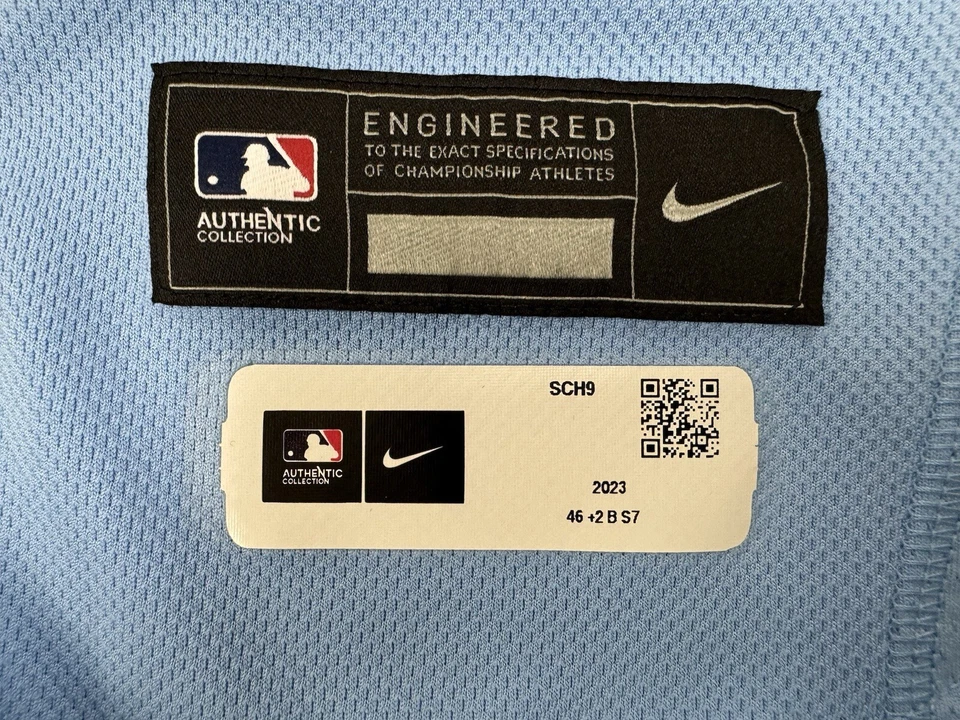 AUTHENTIC
COLLECTION
ENGINEERED
TO THE EXACT SPECIFICATIONS
OF CHAMPIONSHIP ATHLETES
AUTHENTIC
COLLECTION
SCH9
2023
46 +2 B S7